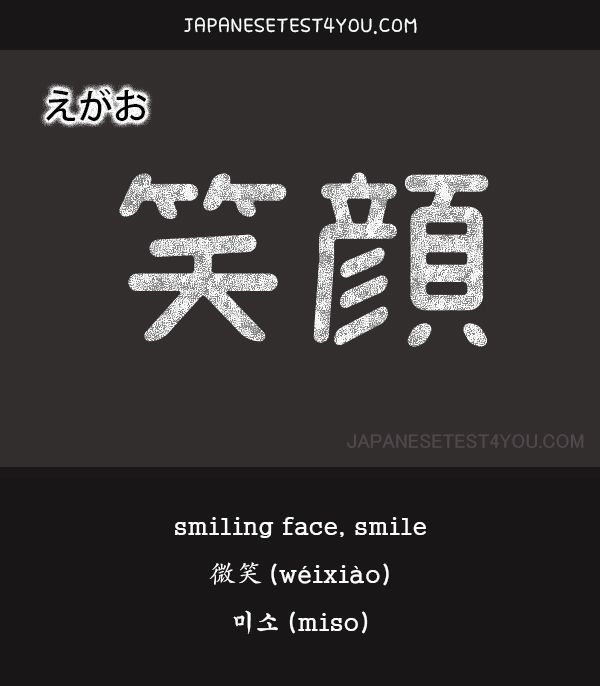 JAPANESETEST4YOU.COM
えがお
笑顔
JAPANESETEST4YOU.COM
smiling face, smile
微笑 (wéixiào)
미소 (miso)